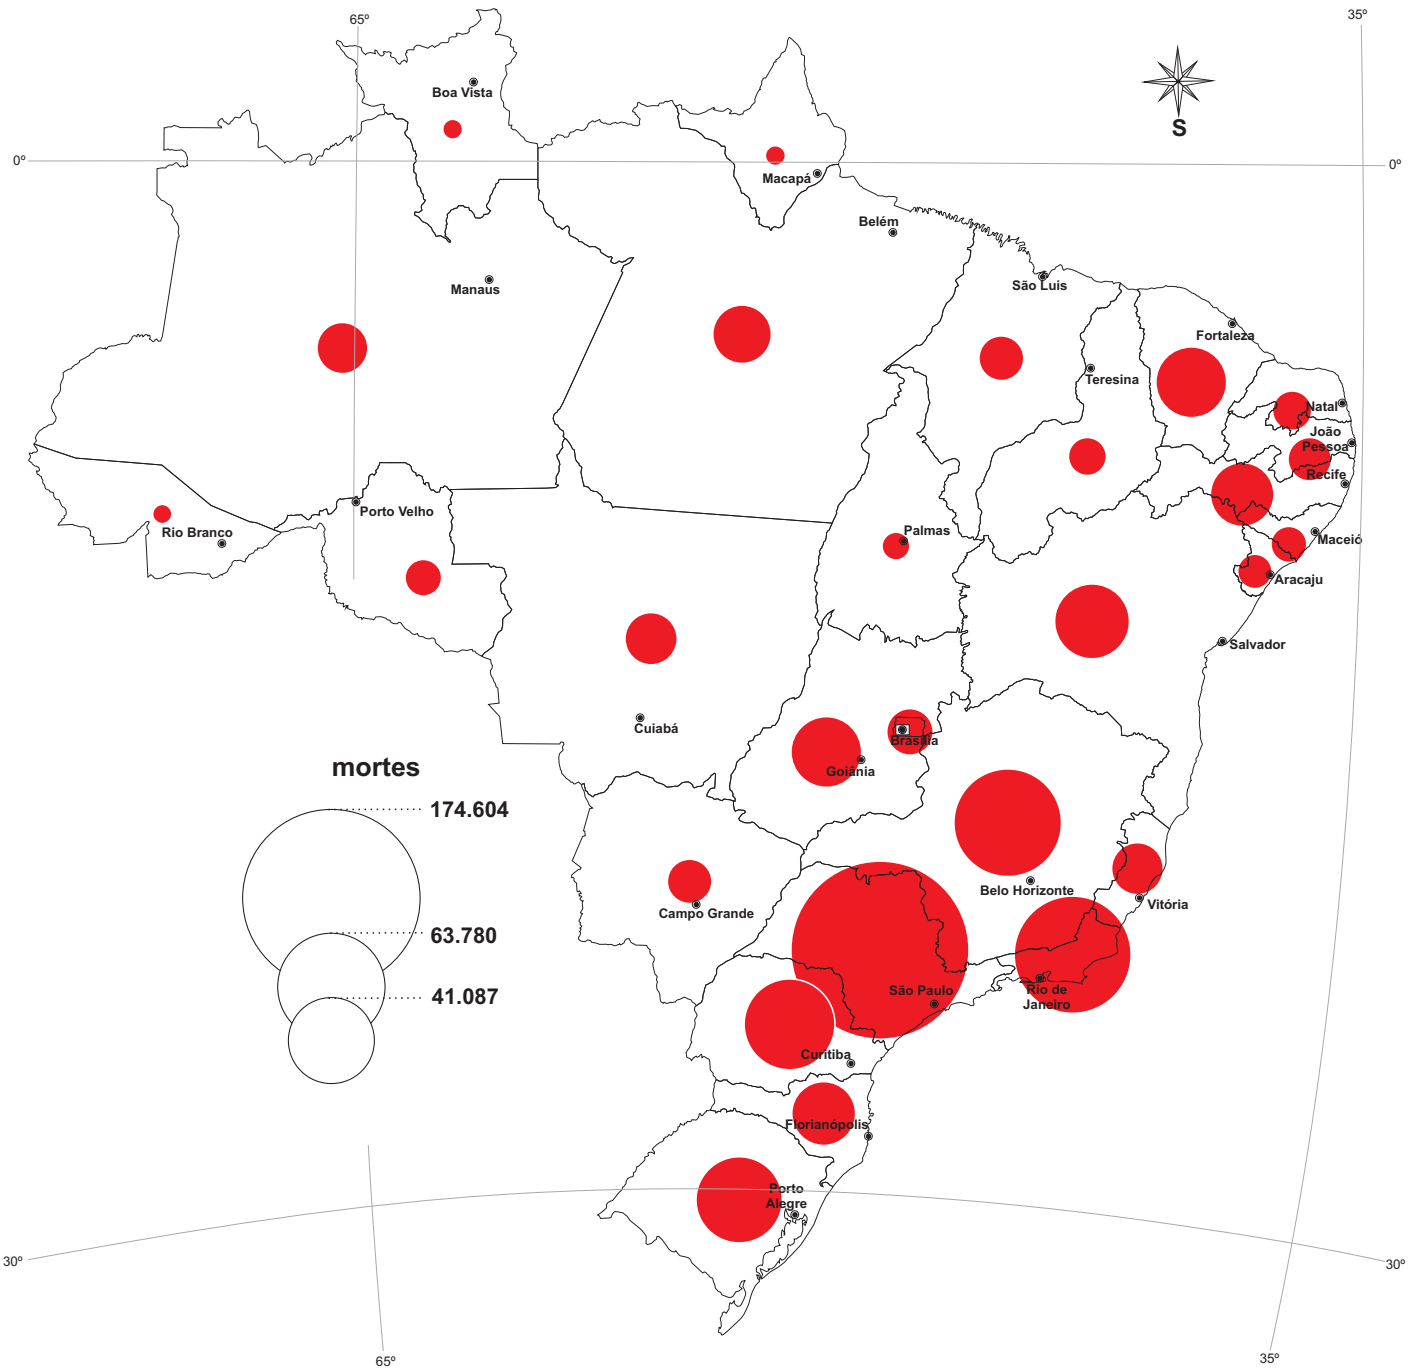 65º
35º
Boa Vista
S
0º
0º
Macapá
Belém
Manaus
São Luis
Fortaleza
Teresina
Natal
João
Pessoa
Recife
Porto Velho
Rio Branco
Palmas
Maceió
Aracaju
Salvador
Cuiabá
Brasília
Goiânia
mortes
174.604
63.780
41.087
Belo Horizonte
Vitória
Campo Grande
São Paulo
Rio de
Janeiro
Curitiba
Florianópolis
Porto
Alegre
30º
30º
65º
35º